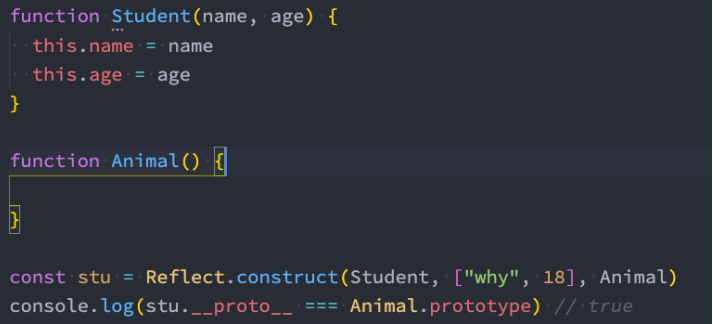 function Student(name, age) {
  this.name = name
  this.age = age
}
function Animal() {
}
const stu = Reflect.construct(Student, ["why", 18], Animal)
console.log(stu.__proto__ === Animal.prototype) // true